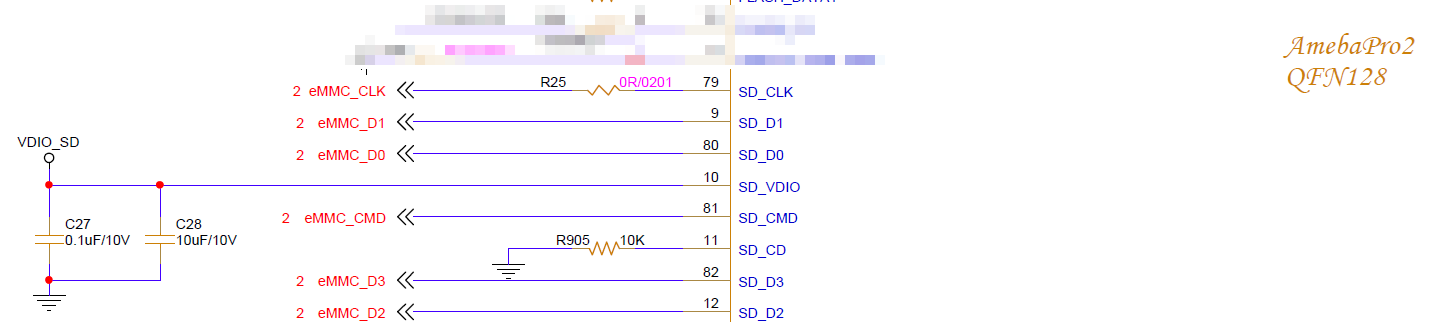 AmebaPro2
QFN128
2 eMMC_CLK R25 0R/0201 79 SD_CLK
2 eMMC_D1 9 SD_D1
VDIO_SD
2 eMMC_D0 80 SD_D0
10 SD_VDIO
2 eMMC_CMD 81 SD_CMD
C27 C28
0.1uF/10V 10uF/10V
R905 10K 11 SD_CD
2 eMMC_D3 82 SD_D3
2 eMMC_D2 12 SD_D2